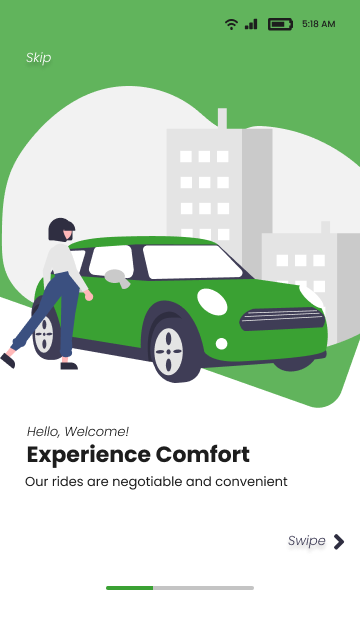 5:18 AM
Skip
Hello, Welcome!
Experience Comfort
Our rides are negotiable and convenient
Swipe